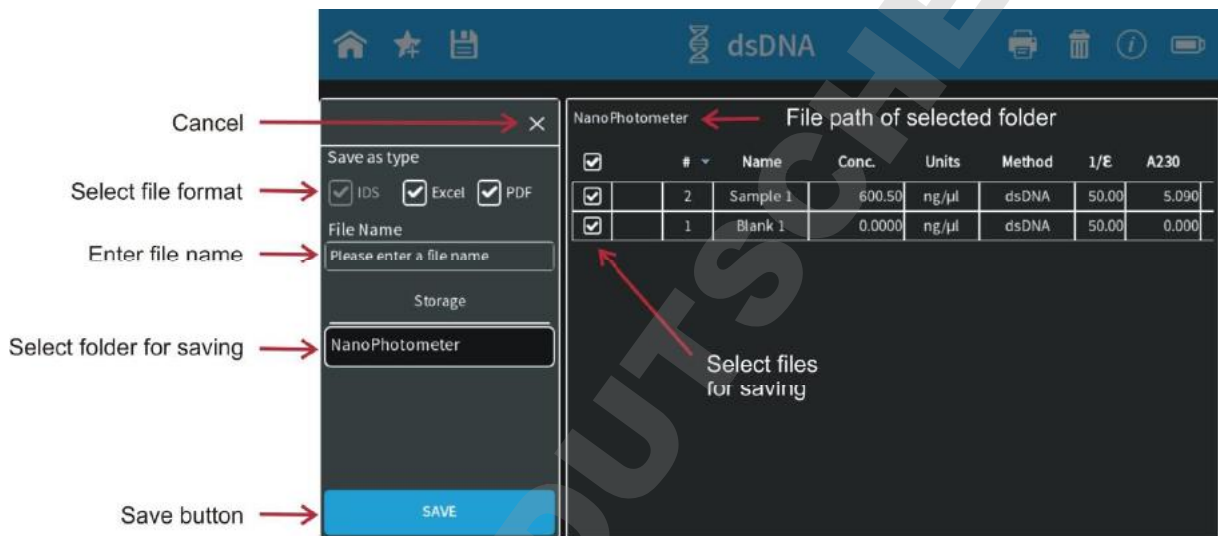 dsDNA
Cancel
NanoPhotometer
File path of selected folder
Save as type
# Name Conc. Units Method 1/Ɛ A230
Select file format
IDS Excel PDF
2 Sample 1 600.50 ng/µl dsDNA 50.00 5.090
File Name
1 Blank 1 0.0000 ng/µl dsDNA 50.00 0.000
Enter file name
Please enter a file name
Storage
Select folder for saving
NanoPhotometer
Select files
for saving
Save button
SAVE
OUTSCHE